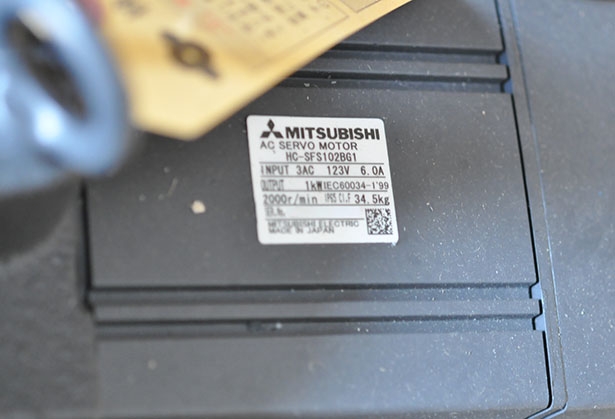 MITSUBISHI
AC SERVO MOTOR
HC-SFS102BG1
INPUT 3AC 123V 6.0A
OUTPUT 1kW IEC60034-1'99
2000r/min IP65 Cl.F 34.5kg
MITSUBISHI ELECTRIC
MADE IN JAPAN